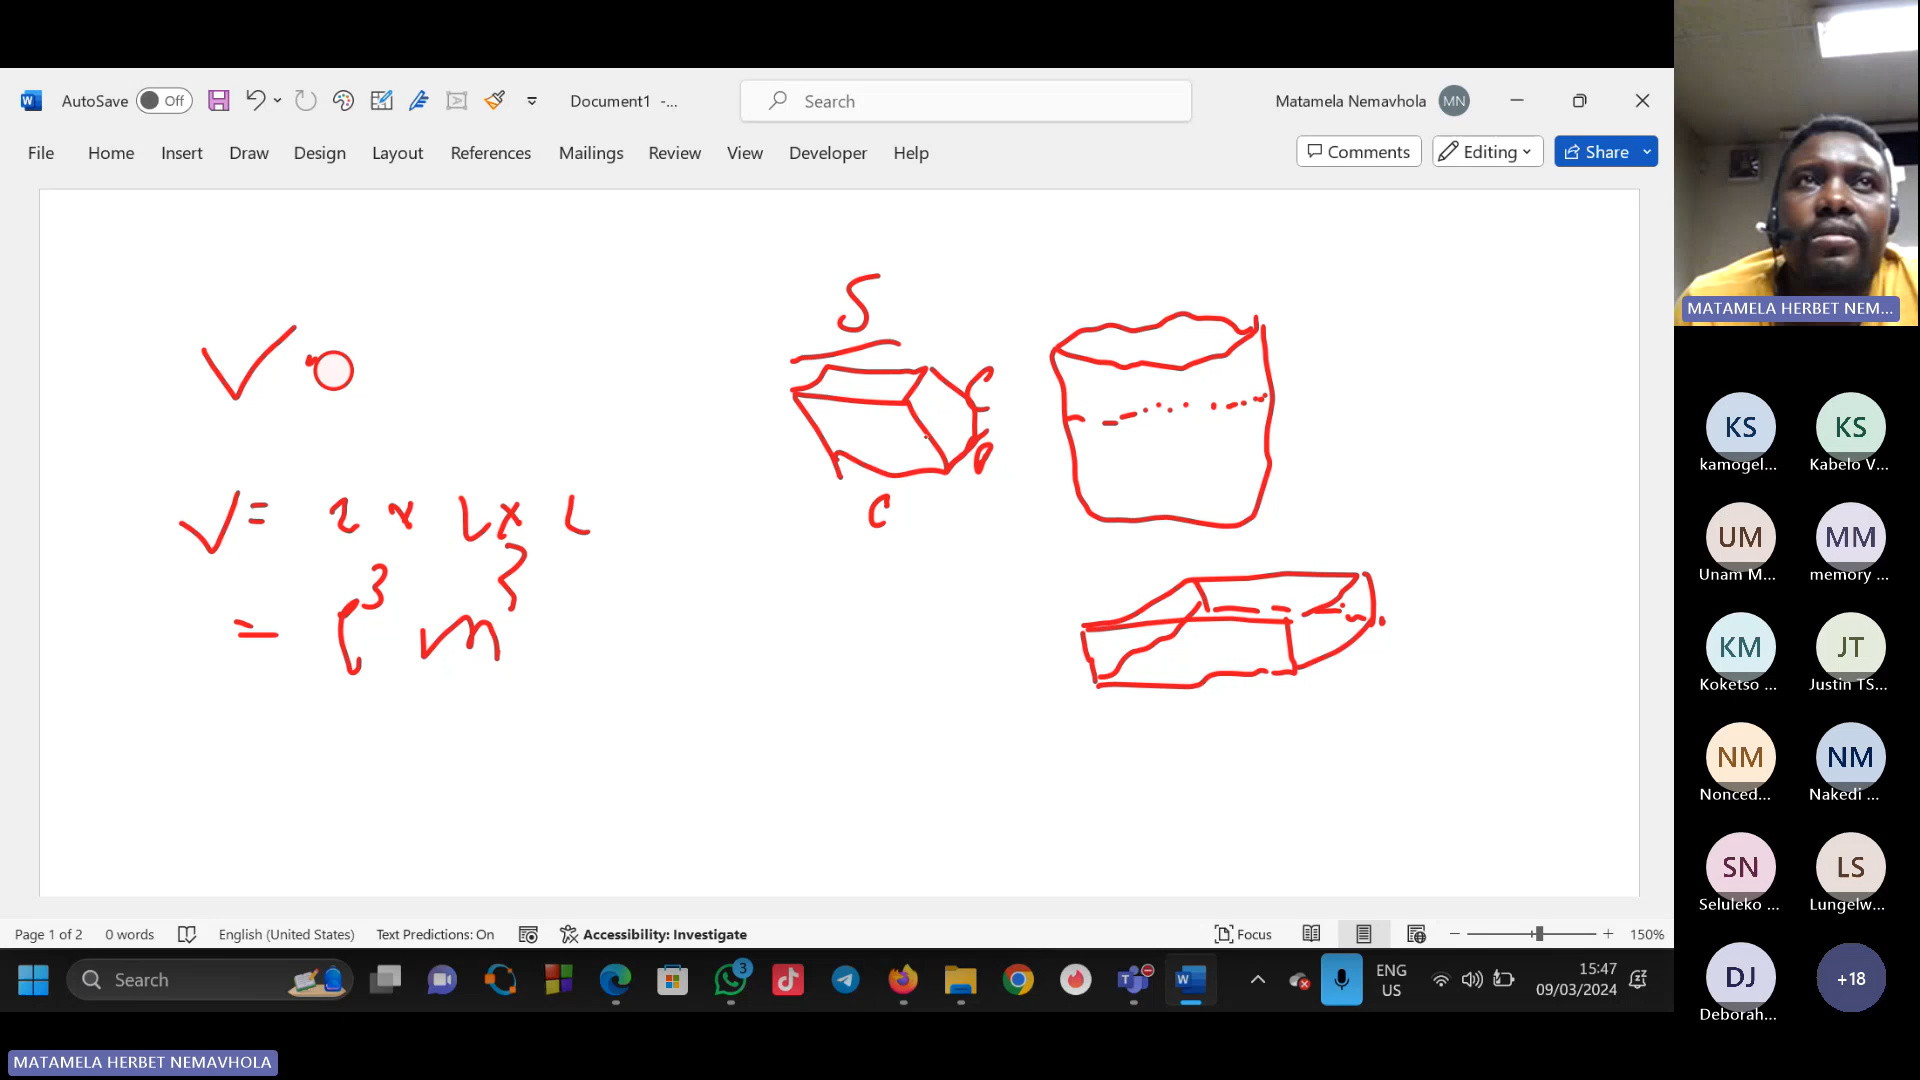 AutoSave Off Document1 -... Search Matamela Nemavhola MN
File Home Insert Draw Design Layout References Mailings Review View Developer Help Comments Editing Share
MATAMELA HERBET NEM...
S
V
V = 2 x L x L
C
= 3 m 3
KS KS
kamogel... Kabelo V...
UM MM
Unam M... memory ...
KM JT
Koketso ... Justin TS...
NM NM
Nonced... Nakedi ...
SN LS
Seluleko ... Lungelw...
DJ +18
Deborah...
Page 1 of 2 0 words English (United States) Text Predictions: On Accessibility: Investigate Focus 150%
Search 3 ENG US 15:47 09/03/2024
MATAMELA HERBET NEMAVHOLA